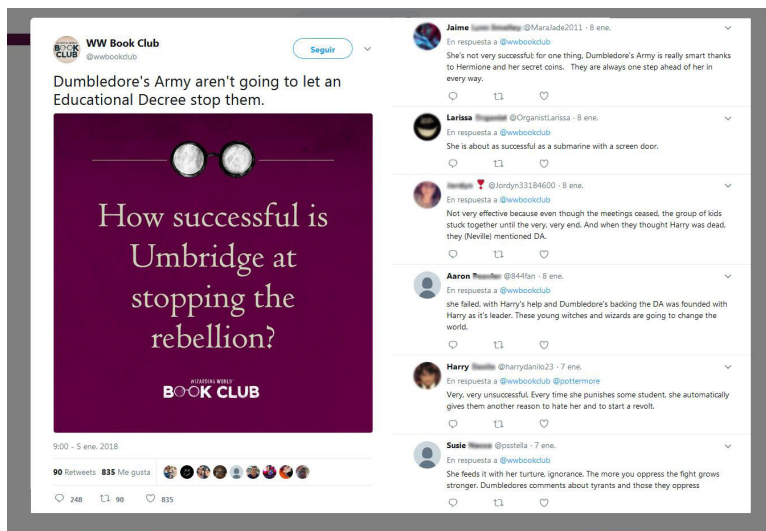 WIZARDING WORLD
BOOK
CLUB
WW Book Club
@wwbookclub
Seguir
Dumbledore's Army aren't going to let an
Educational Decree stop them.
How successful is
Umbridge at
stopping the
rebellion?
WIZARDING WORLD
BOOK CLUB
9:00 - 5 ene. 2018
90 Retweets 835 Me gusta
248 90 835
Jaime @MaraJade2011 · 8 ene.
En respuesta a @wwbookclub
She's not very successful; for one thing, Dumbledore's Army is really smart thanks
to Hermione and her secret coins. They are always one step ahead of her in
every way.
Larissa @OrganistLarissa · 8 ene.
En respuesta a @wwbookclub
She is about as successful as a submarine with a screen door.
@Jordyn33184600 · 8 ene.
En respuesta a @wwbookclub
Not very effective because even though the meetings ceased, the group of kids
stuck together until the very, very end. And when they thought Harry was dead,
they (Neville) mentioned DA.
Aaron @844fan · 8 ene.
En respuesta a @wwbookclub
she failed, with Harry's help and Dumbledore's backing the DA was founded with
Harry as it's leader. These young witches and wizards are going to change the
world.
Harry @harrydanilo23 · 7 ene.
En respuesta a @wwbookclub @pottermore
Very, very unsuccessful, Every time she punishes some student, she automatically
gives them another reason to hate her and to start a revolt.
Susie @psstella · 7 ene.
En respuesta a @wwbookclub
She feeds it with her turture, ignorance. The more you oppress the fight grows
stronger. Dumbledores comments about tyrants and those they oppress